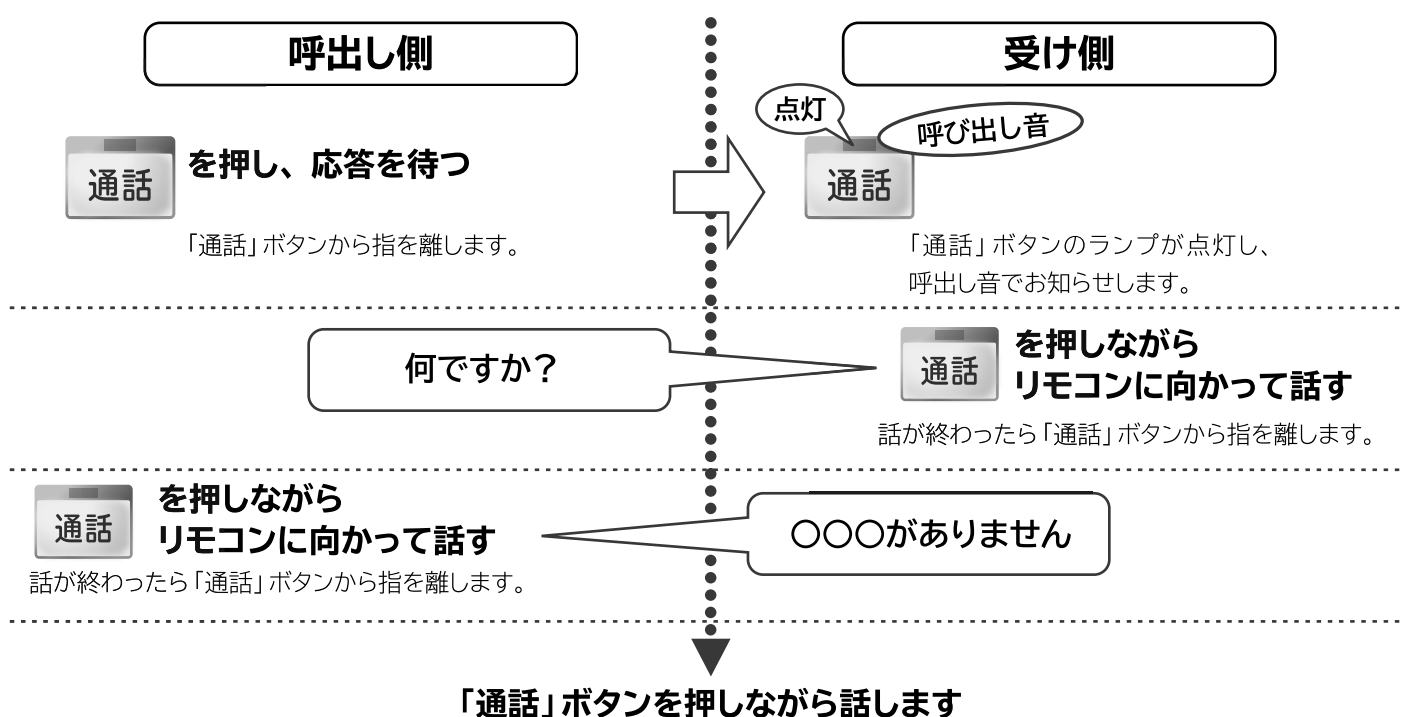 呼出し側
受け側
通話
を押し、応答を待つ
「通話」ボタンから指を離します。
点灯
呼び出し音
通話
「通話」ボタンのランプが点灯し、
呼出し音でお知らせします。
何ですか?
通話
を押しながら
リモコンに向かって話す
話が終わったら「通話」ボタンから指を離します。
通話
を押しながら
リモコンに向かって話す
話が終わったら「通話」ボタンから指を離します。
○○○がありません
「通話」ボタンを押しながら話します